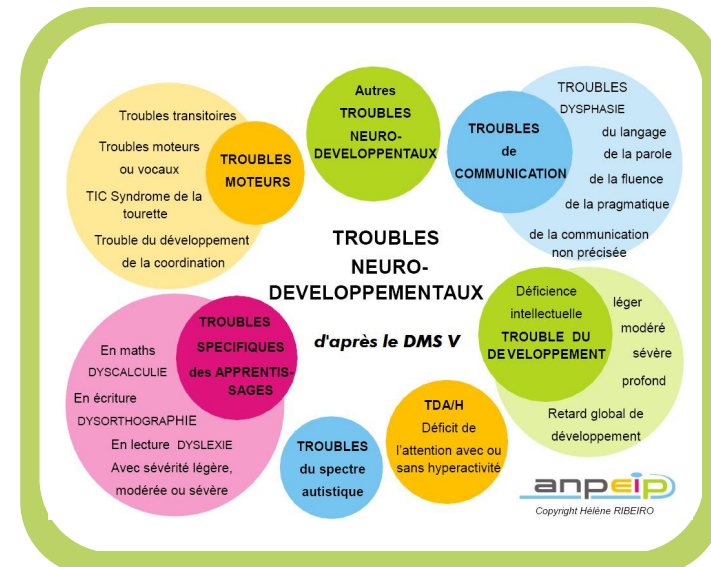 Autres
TROUBLES
NEURO-
DEVELOPPENTAUX
Troubles transitoires
Troubles moteurs
ou vocaux
TIC Syndrome de la
tourette
Trouble du développement
de la coordination
TROUBLES
MOTEURS
TROUBLES
de
COMMUNICATION
TROUBLES
DYSPHASIE
du langage
de la parole
de la fluence
de la pragmatique
de la communication
non précisée
TROUBLES
NEURO-
DEVELOPPEMENTAUX
d'après le DMS V
TROUBLES
SPECIFIQUES
des APPRENTIS-
SAGES
En maths
DYSCALCULIE
En écriture
DYSORTHOGRAPHIE
En lecture DYSLEXIE
Avec sévérité légère,
modérée ou sévère
Déficience
intellectuelle
TROUBLE DU
DEVELOPPEMENT
léger
modéré
sévère
profond
Retard global de
développement
TROUBLES
du spectre
autistique
TDA/H
Déficit de
l'attention avec ou
sans hyperactivité
anpeip
Copyright Hélène RIBEIRO